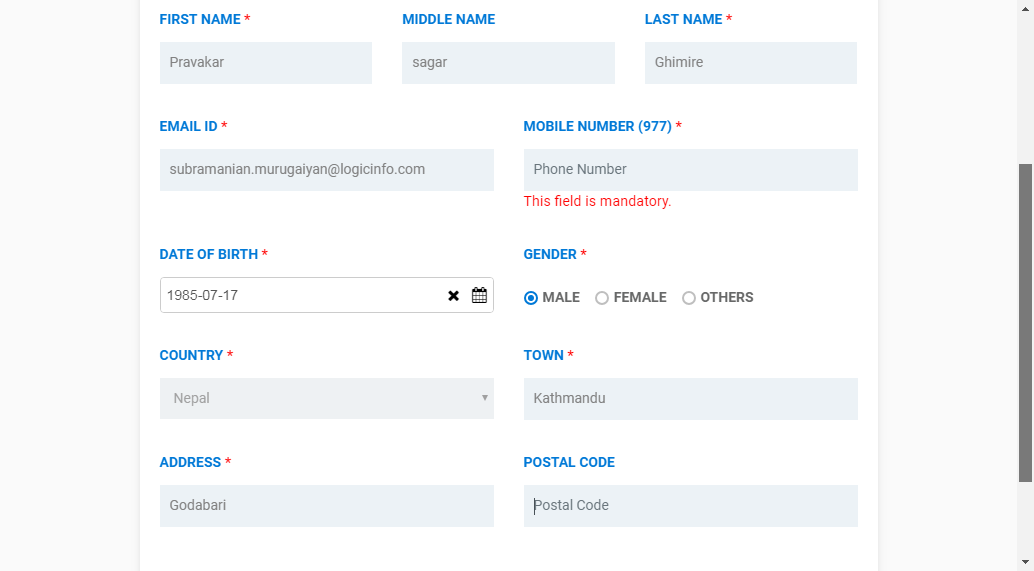 FIRST NAME * MIDDLE NAME LAST NAME *
Pravakar sagar Ghimire
EMAIL ID * MOBILE NUMBER (977) *
subramanian.murugaiyan@logicinfo.com Phone Number
This field is mandatory.
DATE OF BIRTH * GENDER *
1985-07-17 MALE FEMALE OTHERS
COUNTRY * TOWN *
Nepal Kathmandu
ADDRESS * POSTAL CODE
Godabari Postal Code